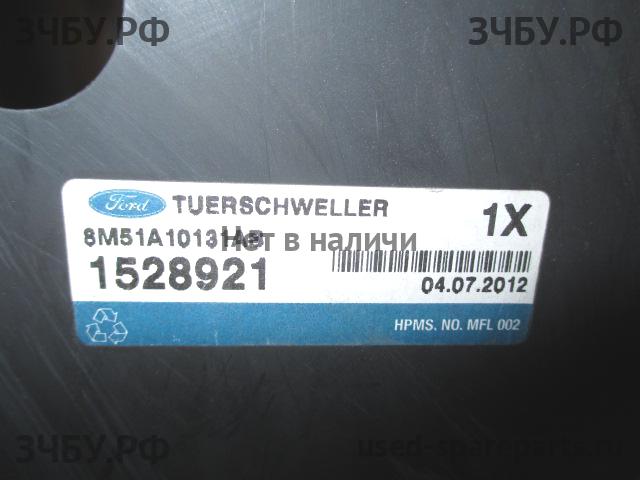 ЗЧБУ.РФ ЗЧБУ.РФ
Ford TUERSCHWELLER 1X
Нет в наличи
1528921 04.07.2012
HPMS. NO. MFL 002
ЗЧБУ.РФ used-spareparts.ru